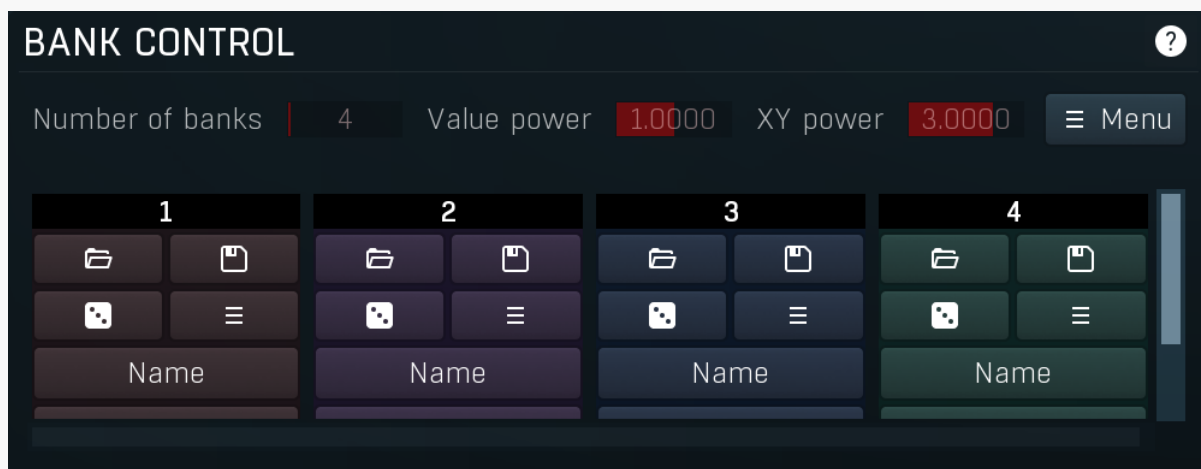 BANK CONTROL ?
Number of banks 4 Value power 1.0000 XY power 3.0000 Menu
1 2 3 4
Name Name Name Name